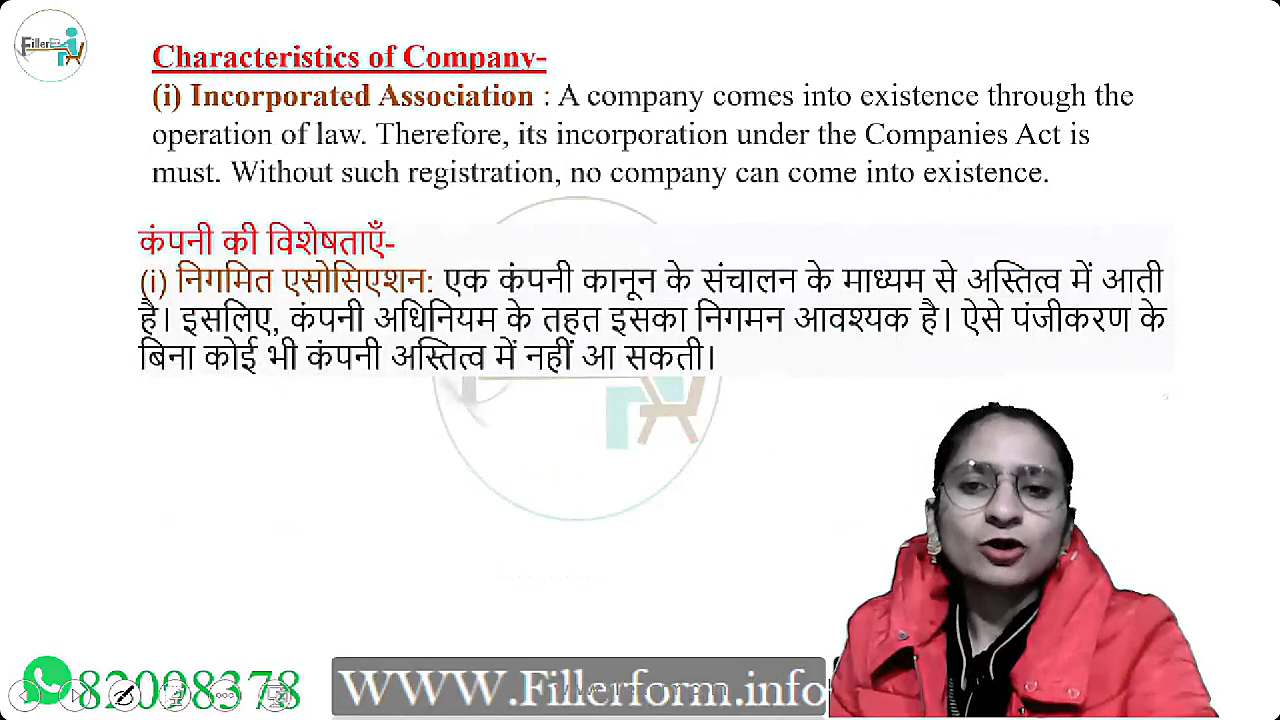 Filler
Characteristics of Company-
(i) Incorporated Association : A company comes into existence through the
operation of law. Therefore, its incorporation under the Companies Act is
must. Without such registration, no company can come into existence.
कंपनी की विशेषताएँ-
(i) निगमित एसोसिएशन: एक कंपनी कानून के संचालन के माध्यम से अस्तित्व में आती
है। इसलिए, कंपनी अधिनियम के तहत इसका निगमन आवश्यक है। ऐसे पंजीकरण के
बिना कोई भी कंपनी अस्तित्व में नहीं आ सकती।
82098378
WWW.Fillerform.info